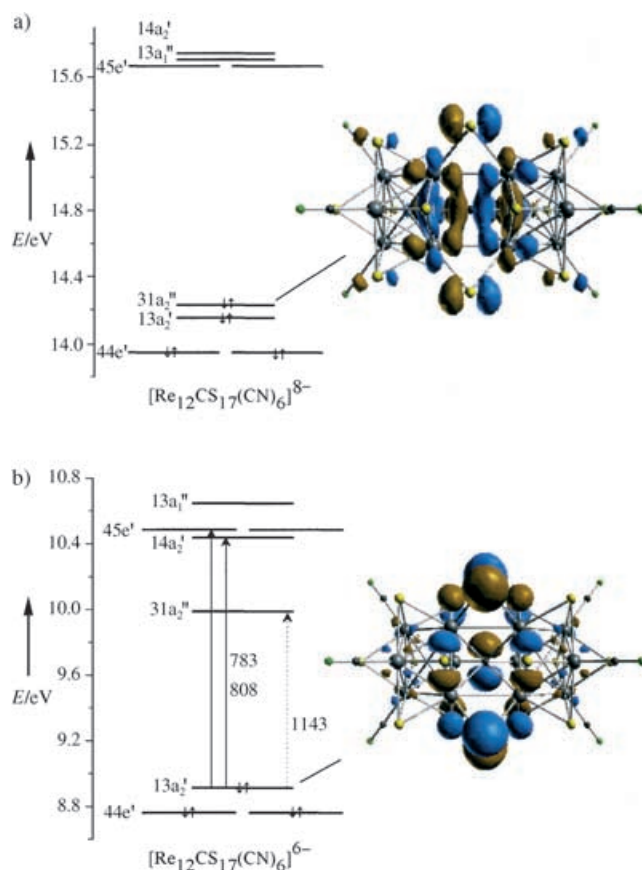 a)
14a₂'
13a₁''
45e'
15.6
15.2
E/eV
14.8
14.4
31a₂''
13a₂'
14.0
44e'
[Re₁₂CS₁₇(CN)₆]⁸⁻
b)
10.8
13a₁''
45e'
10.4
14a₂'
10.0
31a₂''
E/eV
9.6
783
808
1143
9.2
13a₂'
8.8
44e'
[Re₁₂CS₁₇(CN)₆]⁶⁻